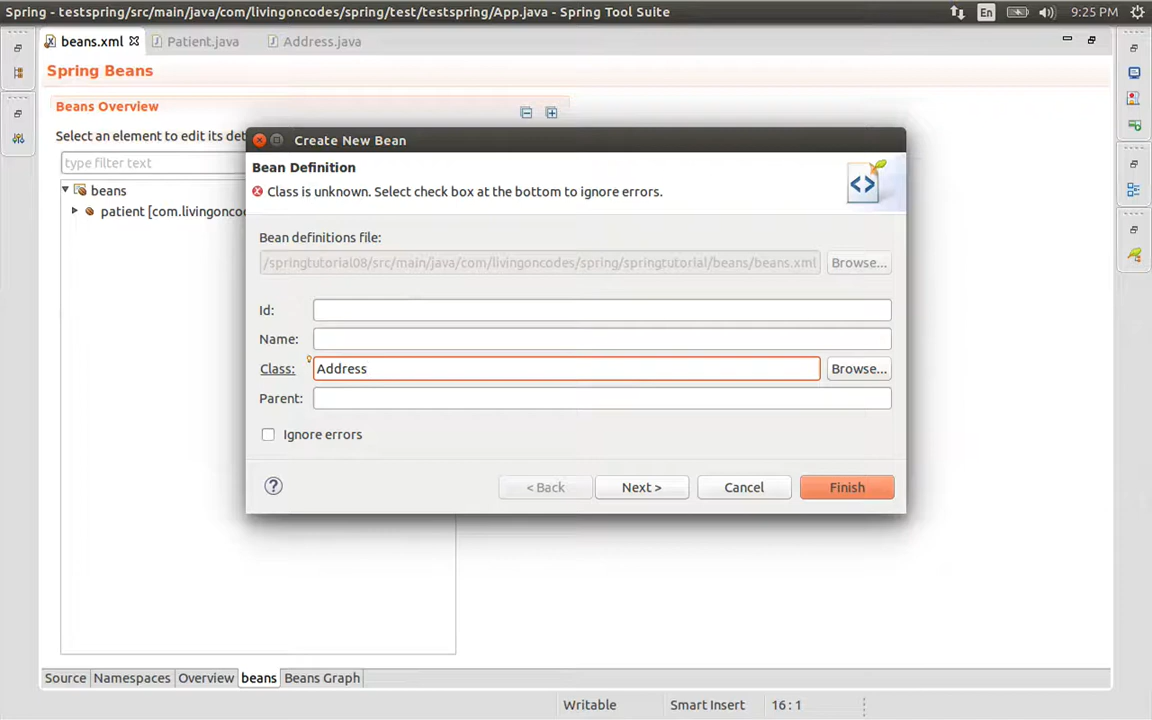 Spring - testspring/src/main/java/com/livingoncodes/spring/test/testspring/App.java - Spring Tool Suite
En
9:25 PM
beans.xml
Patient.java
Address.java
Spring Beans
Beans Overview
Select an element to edit its det
type filter text
beans
patient [com.livingoncod
Create New Bean
Bean Definition
Class is unknown. Select check box at the bottom to ignore errors.
Bean definitions file:
/springtutorial08/src/main/java/com/livingoncodes/spring/springtutorial/beans/beans.xml
Browse...
Id:
Name:
Class:
Address
Browse...
Parent:
Ignore errors
< Back
Next >
Cancel
Finish
Source
Namespaces
Overview
beans
Beans Graph
Writable
Smart Insert
16 : 1